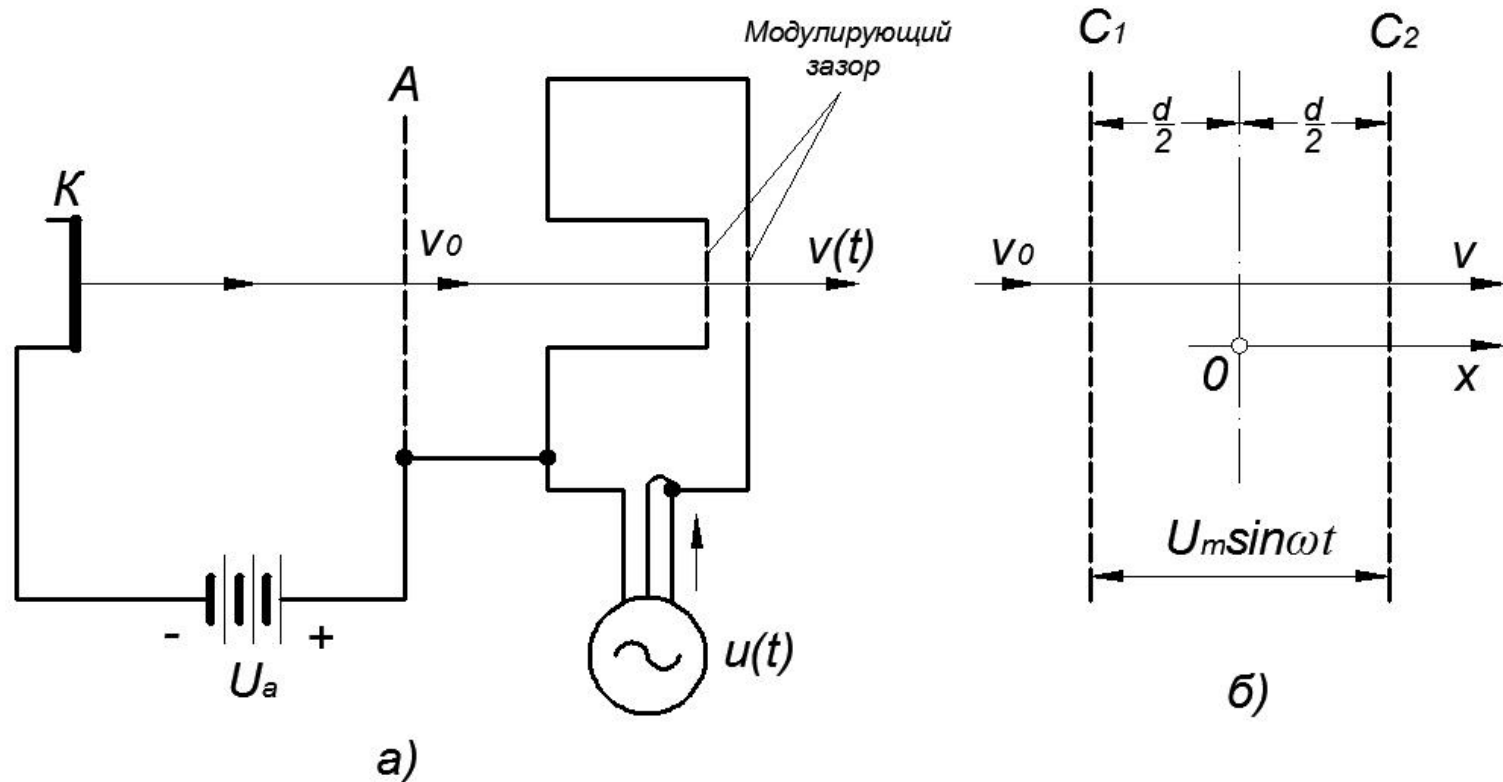 Модулирующий
зазор
A
К
v₀
v(t)
-
+
Uₐ
u(t)
а)
C₁
C₂
d/2
d/2
v₀
v
0
x
Uₘsinωt
б)